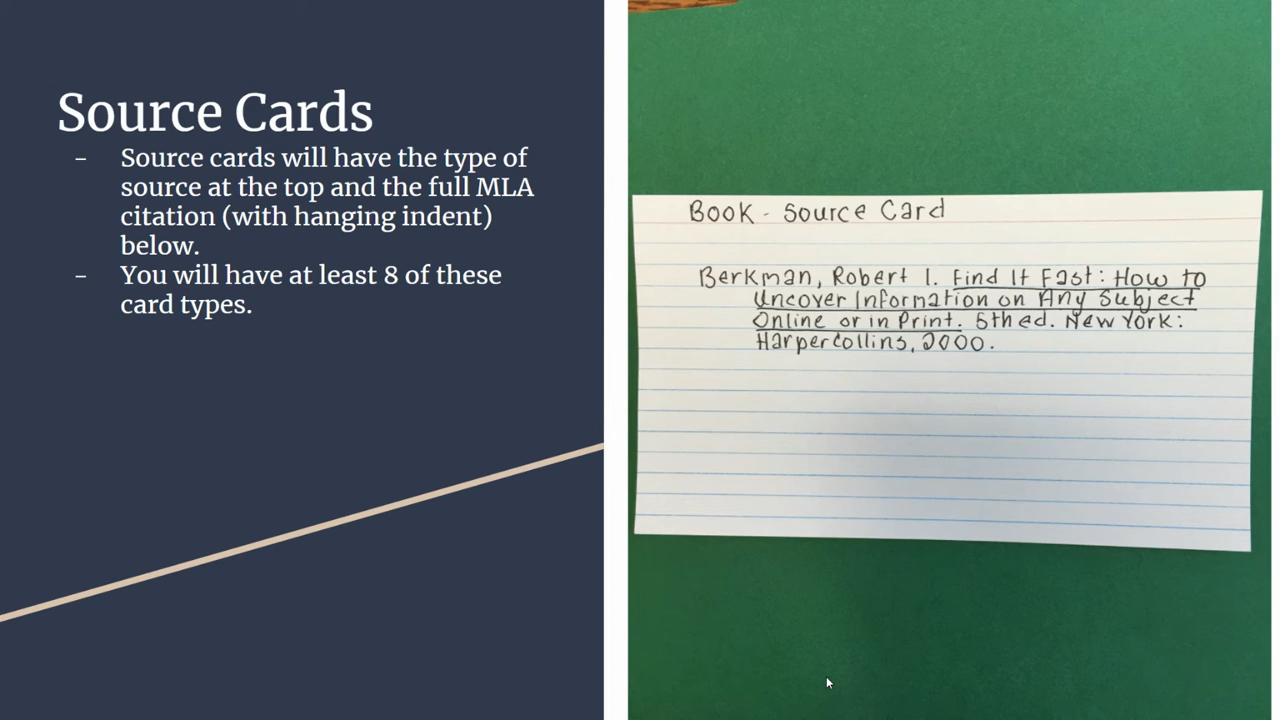 Source Cards
- Source cards will have the type of
source at the top and the full MLA
citation (with hanging indent)
below.
- You will have at least 8 of these
card types.
Book - Source Card
Berkman, Robert I. Find It Fast: How to
Uncover Information on Any Subject
Online or in Print. 5th ed. New York:
Harpercollins, 2000.